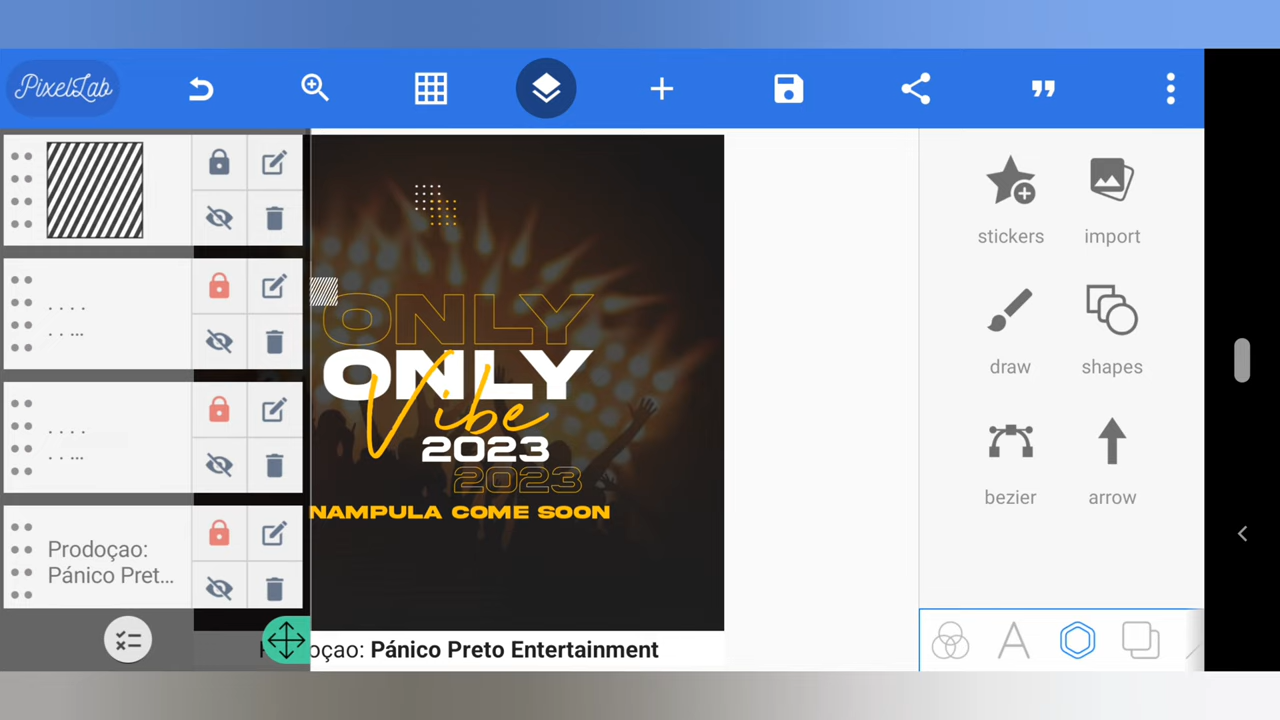 PixelLab
stickers
import
draw
shapes
bezier
arrow
. . . .
. . ...
. . . .
. . ...
Prodoçao:
Pánico Pret...
ONLY
ONLY
Vibe
2023
2023
NAMPULA COME SOON
oçao: Pánico Preto Entertainment